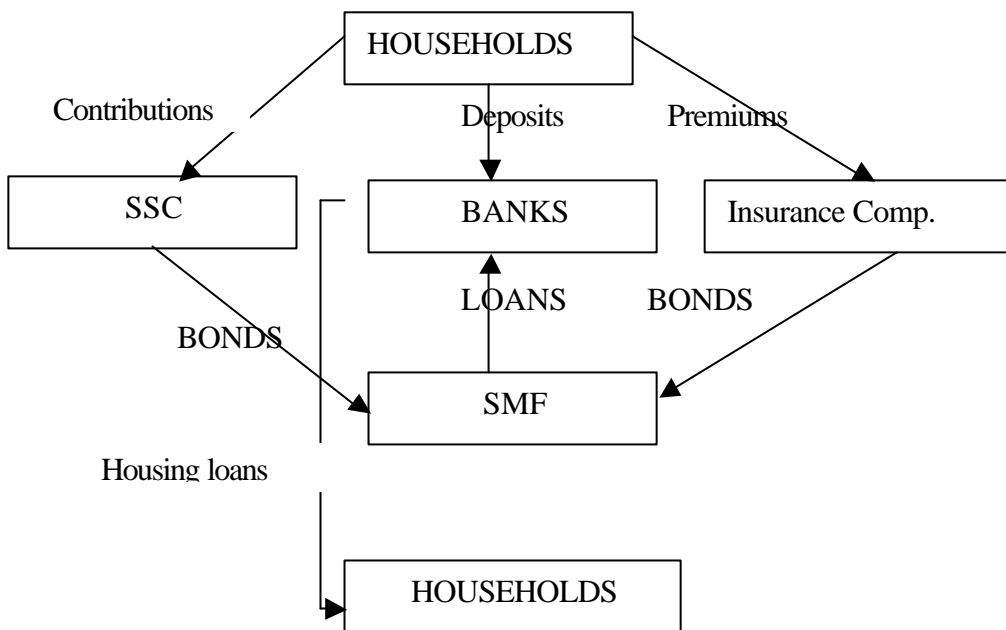 HOUSEHOLDS
Contributions
Deposits
Premiums
SSC
BANKS
Insurance Comp.
LOANS
BONDS
BONDS
SMF
Housing loans
HOUSEHOLDS